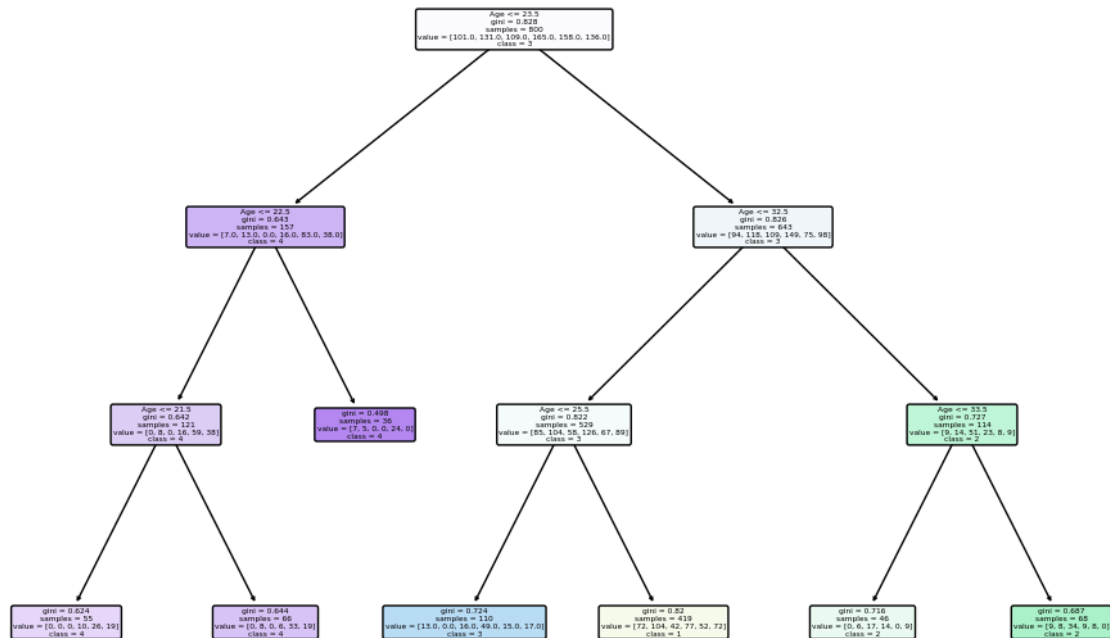 Age <= 23.5
gini = 0.828
samples = 800
value = [101.0, 131.0, 109.0, 165.0, 158.0, 136.0]
class = 3
Age <= 22.5
gini = 0.643
samples = 157
value = [7.0, 13.0, 0.0, 16.0, 83.0, 38.0]
class = 4
Age <= 32.5
gini = 0.826
samples = 643
value = [94, 118, 109, 149, 75, 98]
class = 3
Age <= 21.5
gini = 0.642
samples = 121
value = [0, 8, 0, 16, 59, 38]
class = 4
gini = 0.498
samples = 36
value = [7, 5, 0, 0, 24, 0]
class = 4
Age <= 25.5
gini = 0.822
samples = 529
value = [85, 104, 58, 126, 67, 89]
class = 3
Age <= 33.5
gini = 0.727
samples = 114
value = [9, 14, 51, 23, 8, 9]
class = 2
gini = 0.624
samples = 55
value = [0, 0, 0, 10, 26, 19]
class = 4
gini = 0.644
samples = 66
value = [0, 8, 0, 6, 33, 19]
class = 4
gini = 0.724
samples = 110
value = [13.0, 0.0, 16.0, 49.0, 15.0, 17.0]
class = 3
gini = 0.82
samples = 419
value = [72, 104, 42, 77, 52, 72]
class = 1
gini = 0.716
samples = 46
value = [0, 6, 17, 14, 0, 9]
class = 2
gini = 0.687
samples = 68
value = [9, 8, 34, 9, 8, 0]
class = 2